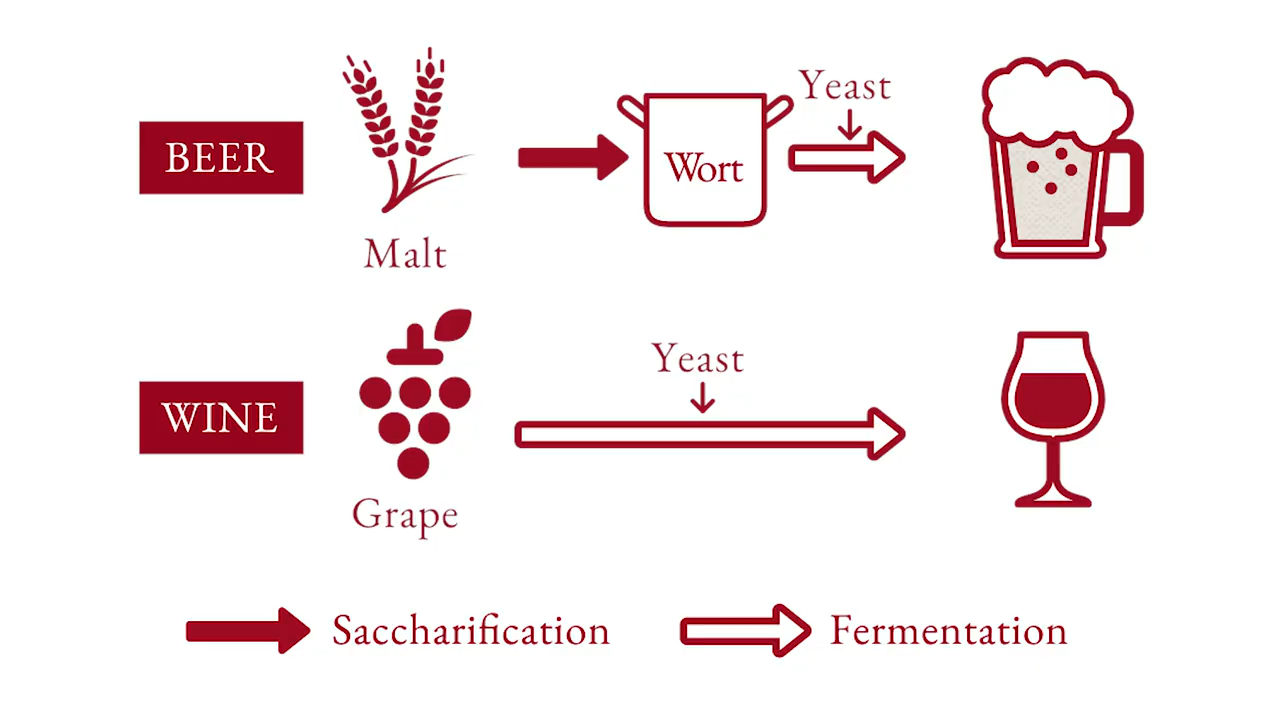 BEER
Malt
Wort
Yeast
WINE
Grape
Yeast
Saccharification
Fermentation